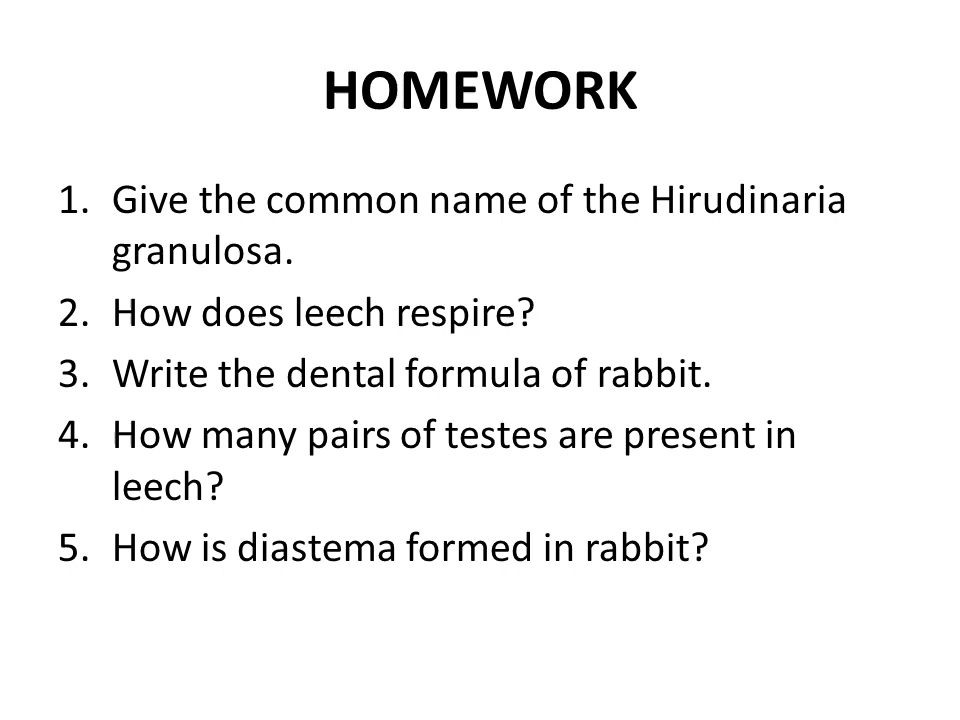 HOMEWORK
1. Give the common name of the Hirudinaria
granulosa.
2. How does leech respire?
3. Write the dental formula of rabbit.
4. How many pairs of testes are present in
leech?
5. How is diastema formed in rabbit?